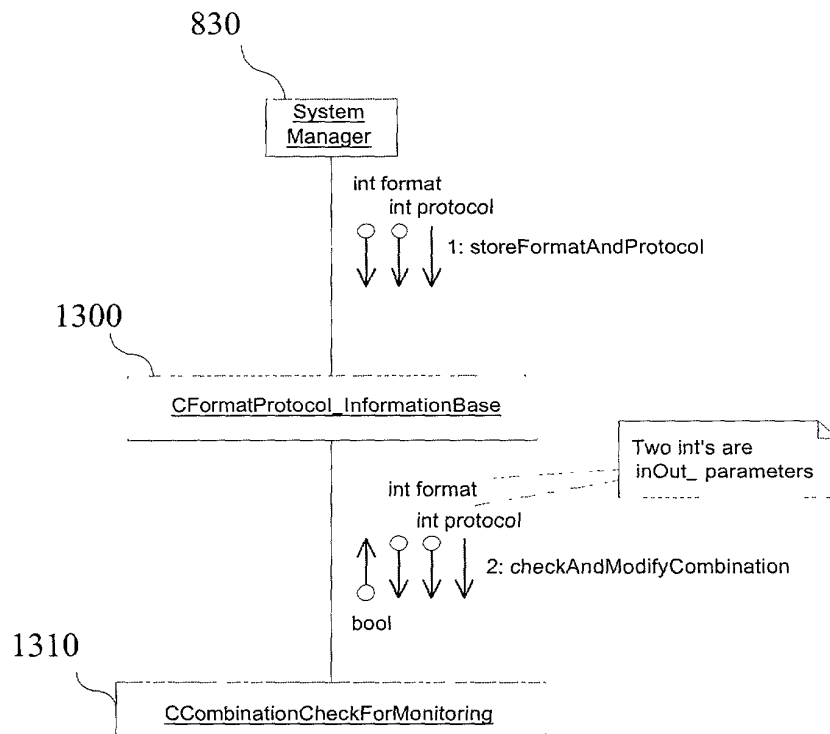 830
System
Manager
int format
int protocol
1: storeFormatAndProtocol
1300
CFormatProtocol_InformationBase
Two int's are
inOut_ parameters
int format
int protocol
2: checkAndModifyCombination
bool
1310
CCombinationCheckForMonitoring